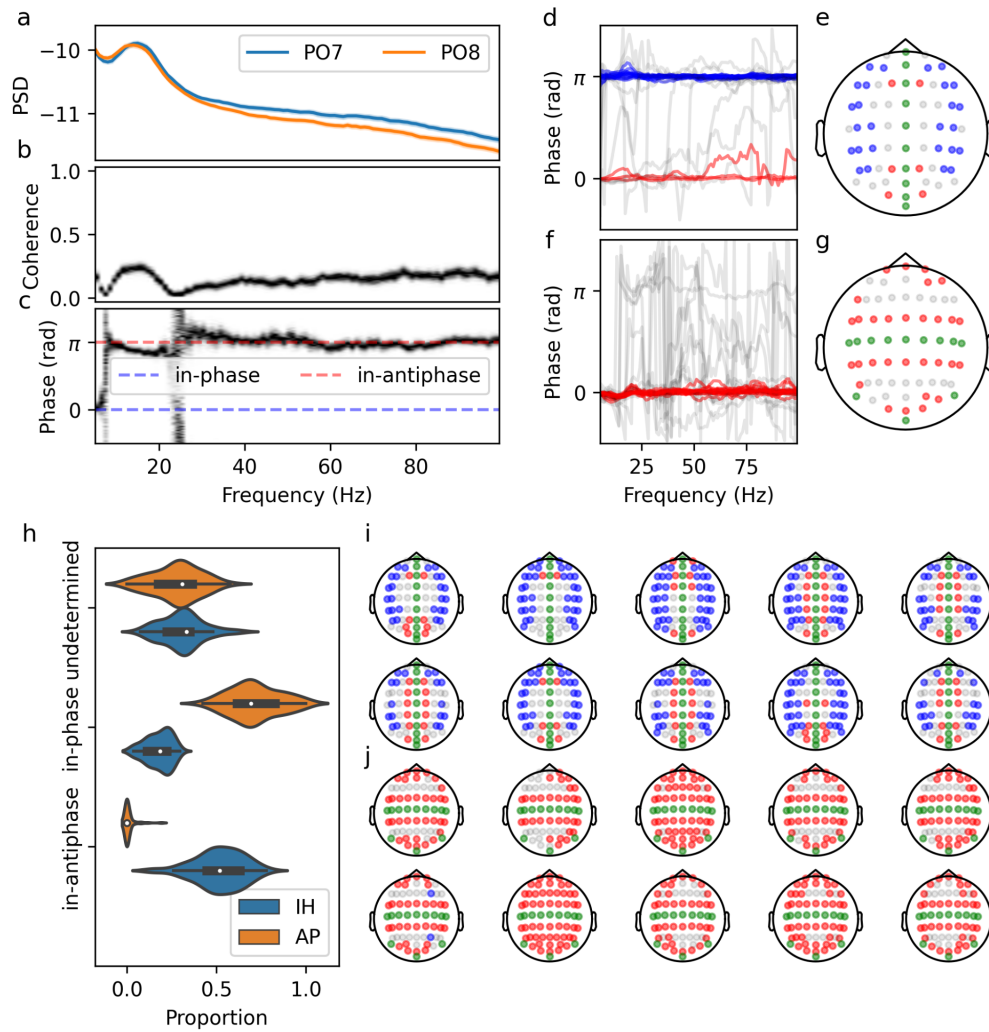 a
−10
−11
PSD
PO7
PO8
b
1.0
0.5
0.0
Coherence
c
π
0
Phase (rad)
in-phase
in-antiphase
20
40
60
80
Frequency (Hz)
d
π
0
Phase (rad)
e
f
π
0
Phase (rad)
25
50
75
Frequency (Hz)
g
h
undetermined
in-phase
in-antiphase
IH
AP
0.0
0.5
1.0
Proportion
i
j